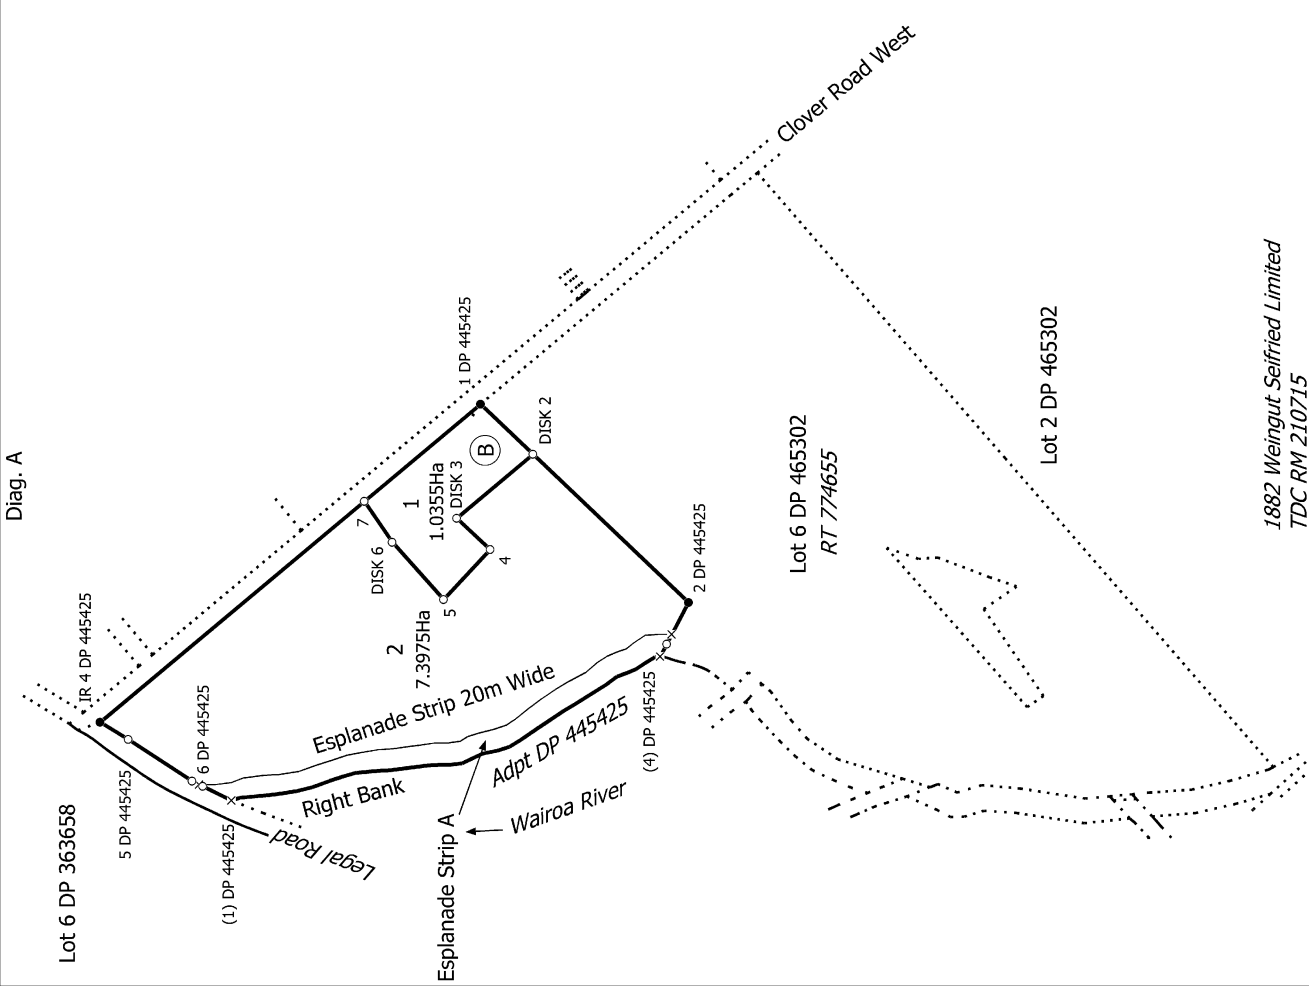 Diag. A
Clover Road West
1 DP 445425
DISK 2
B
1
1.0355Ha
DISK 3
7
DISK 6
4
5
2
7.3975Ha
IR 4 DP 445425
5 DP 445425
6 DP 445425
(1) DP 445425
Lot 6 DP 363658
Legal Road
Esplanade Strip 20m Wide
Right Bank
Adpt DP 445425
(4) DP 445425
2 DP 445425
Esplanade Strip A
Wairoa River
Lot 6 DP 465302
RT 774655
Lot 2 DP 465302
1882 Weingut Seifried Limited
TDC RM 210715